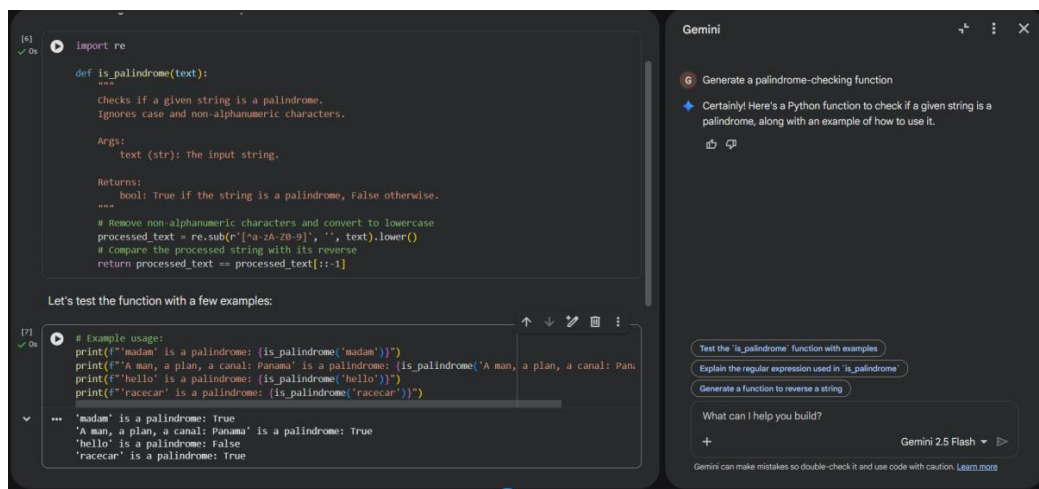 [6]
0s
import re
def is_palindrome(text):
"""
Checks if a given string is a palindrome.
Ignores case and non-alphanumeric characters.
Args:
text (str): The input string.
Returns:
bool: True if the string is a palindrome, False otherwise.
"""
# Remove non-alphanumeric characters and convert to lowercase
processed_text = re.sub(r'[^a-zA-Z0-9]', '', text).lower()
# Compare the processed string with its reverse
return processed_text == processed_text[::-1]
Let's test the function with a few examples:
[7]
0s
# Example usage:
print(f"'madam' is a palindrome: {is_palindrome('madam')}")
print(f"'A man, a plan, a canal: Panama' is a palindrome: {is_palindrome('A man, a plan, a canal: Pan
print(f"'hello' is a palindrome: {is_palindrome('hello')}")
print(f"'racecar' is a palindrome: {is_palindrome('racecar')}")
'madam' is a palindrome: True
'A man, a plan, a canal: Panama' is a palindrome: True
'hello' is a palindrome: False
'racecar' is a palindrome: True
Gemini
G Generate a palindrome-checking function
Certainly! Here's a Python function to check if a given string is a
palindrome, along with an example of how to use it.
Test the `is_palindrome` function with examples
Explain the regular expression used in `is_palindrome`
Generate a function to reverse a string
What can I help you build?
Gemini 2.5 Flash
Gemini can make mistakes so double-check it and use code with caution. Learn more